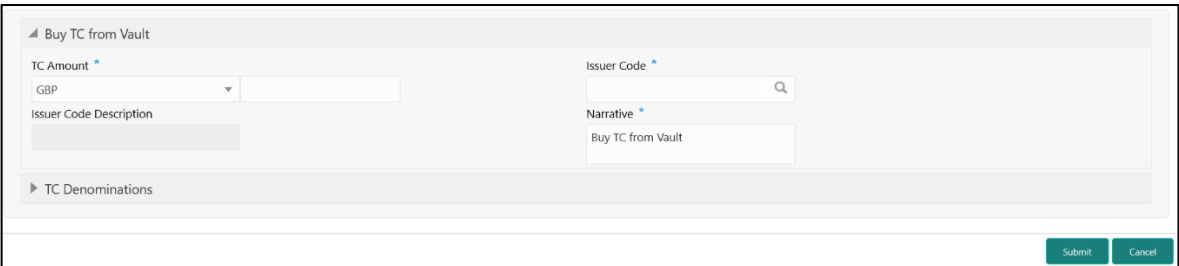 Buy TC from Vault
TC Amount *
Issuer Code *
GBP
Issuer Code Description
Narrative *
Buy TC from Vault
TC Denominations
Submit
Cancel